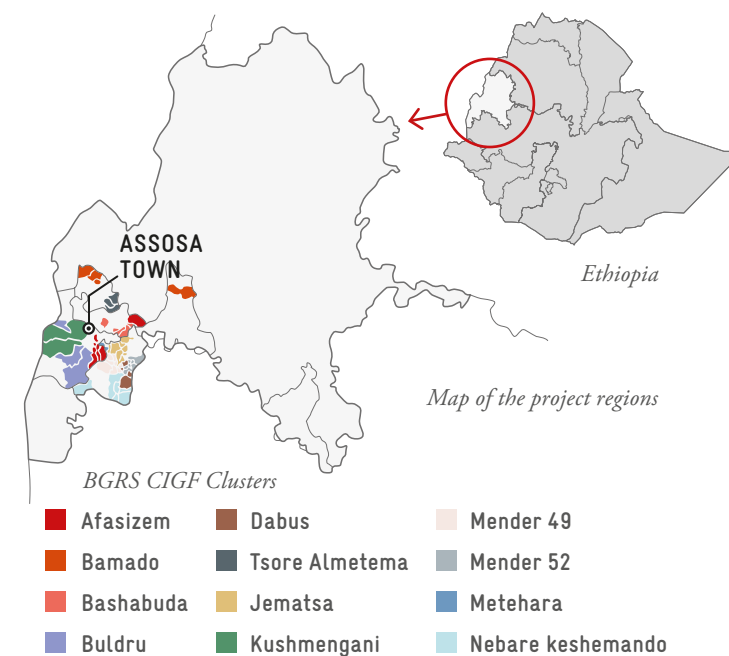 ASSOSA
TOWN
Ethiopia
Map of the project regions
BGRS CIGF Clusters
Afasizem
Bamado
Bashabuda
Buldru
Dabus
Tsore Almetema
Jematsa
Kushmengani
Mender 49
Mender 52
Metehara
Nebare keshemando